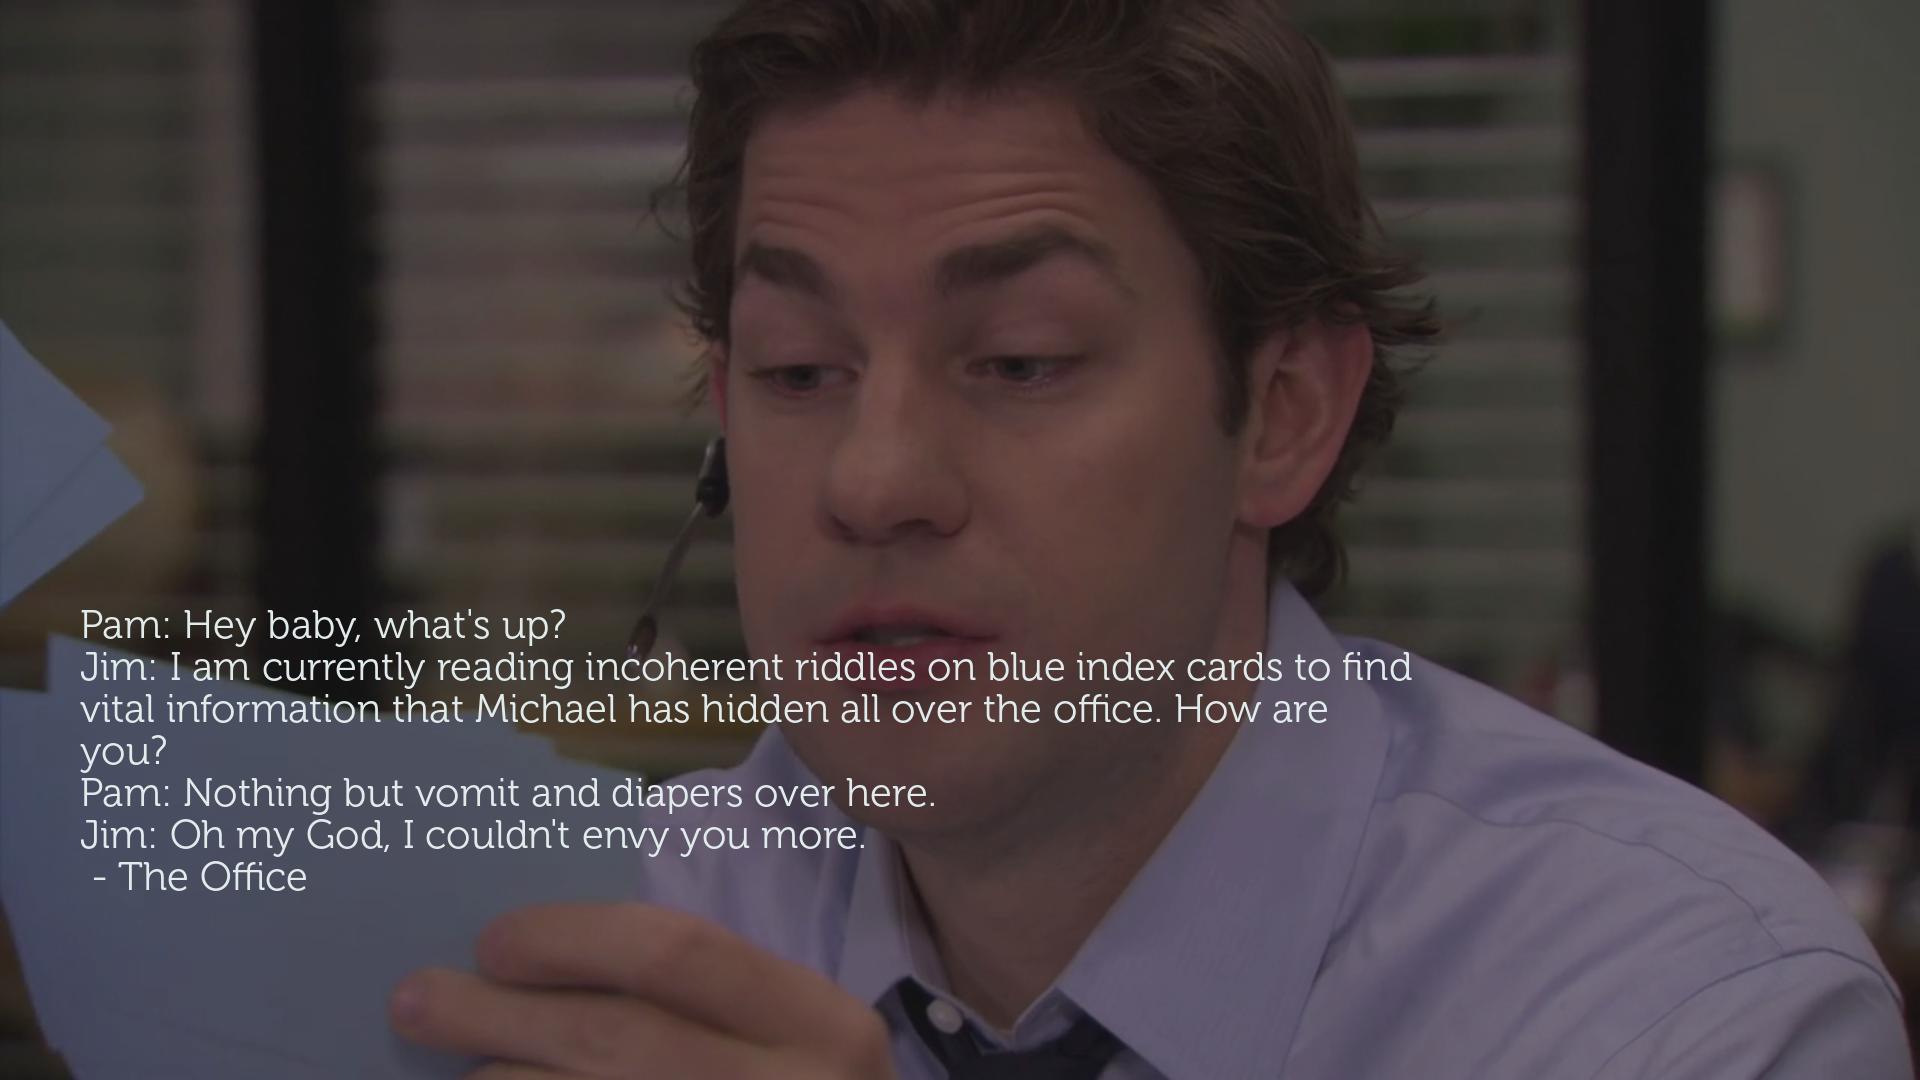 Pam: Hey baby, what's up?
Jim: I am currently reading incoherent riddles on blue index cards to find
vital information that Michael has hidden all over the office. How are
you?
Pam: Nothing but vomit and diapers over here.
Jim: Oh my God, I couldn't envy you more.
- The Office